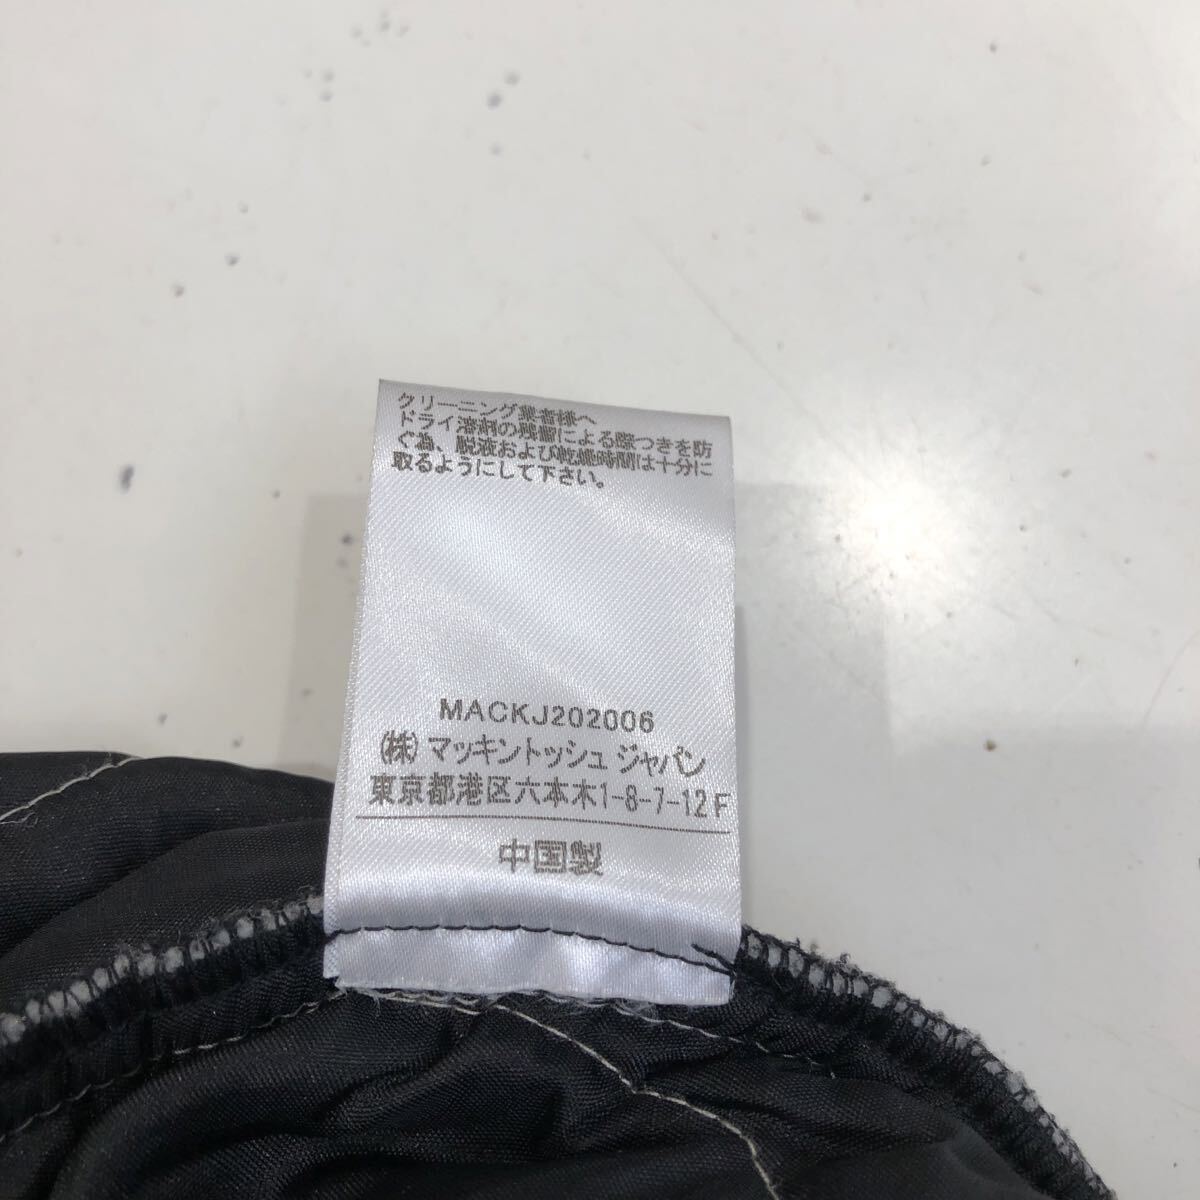 クリーニング業者様へ
ドライ溶剤の残留による際つきを防
ぐ為、脱液および乾燥時間は十分に
取るようにして下さい。
MACKJ202006
(株)マッキントッシュ ジャパン
東京都港区六本木1-8-7-12F
中国製